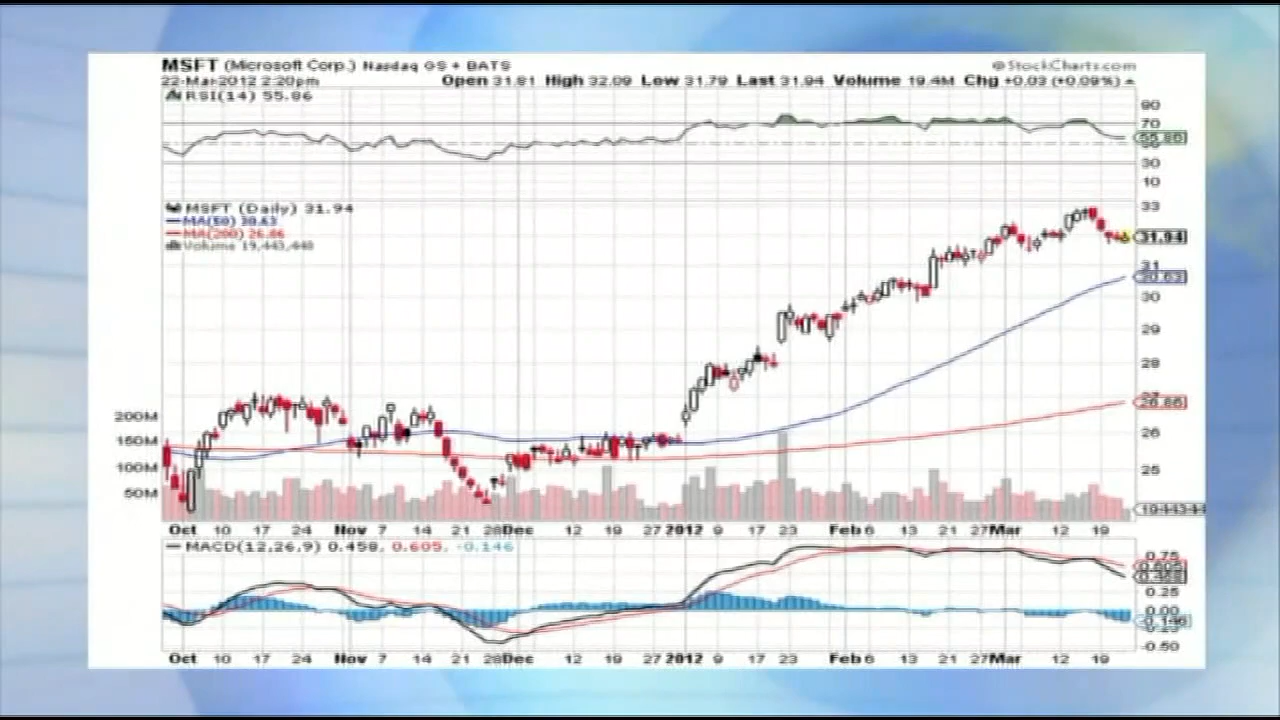 MSFT (Microsoft Corp.) Nasdaq GS + BATS
© StockCharts.com
22-Mar-2012 2:20pm
Open 31.81 High 32.09 Low 31.79 Last 31.94 Volume 19.4M Chg +0.03 (+0.09%)
RSI(14) 55.86
90
70
55.86
50
30
10
MSFT (Daily) 31.94
MA(50) 30.63
MA(200) 26.86
Volume 19,443,448
33
31.94
31
30.63
30
29
28
27
26.86
26
25
200M
150M
100M
50M
Oct 10 17 24 Nov 7 14 21 28 Dec 12 19 27 2012 9 17 23 Feb 6 13 21 27 Mar 12 19
MACD(12,26,9) 0.458, 0.605, -0.146
0.75
0.605
0.458
0.25
0.00
-0.146
-0.25
-0.50
Oct 10 17 24 Nov 7 14 21 28 Dec 12 19 27 2012 9 17 23 Feb 6 13 21 27 Mar 12 19